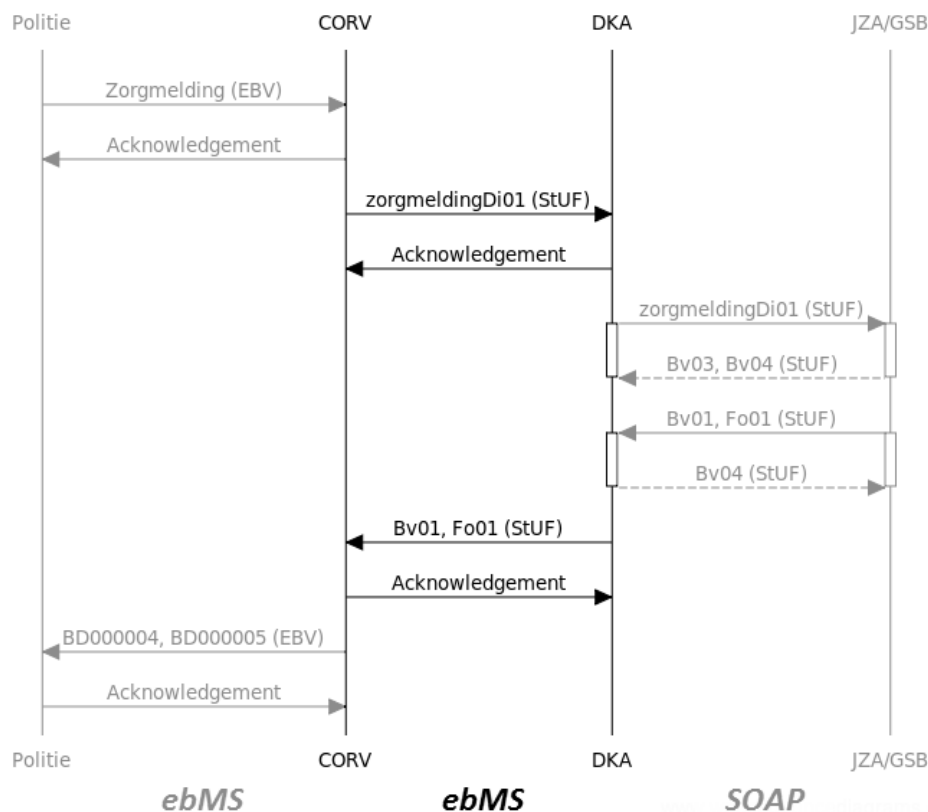 Politie CORV DKA JZA/GSB
Zorgmelding (EBV)
Acknowledgement
zorgmeldingDi01 (StUF)
Acknowledgement
zorgmeldingDi01 (StUF)
Bv03, Bv04 (StUF)
Bv01, Fo01 (StUF)
Bv04 (StUF)
Bv01, Fo01 (StUF)
Acknowledgement
BD000004, BD000005 (EBV)
Acknowledgement
Politie CORV DKA JZA/GSB
ebMS ebMS SOAP